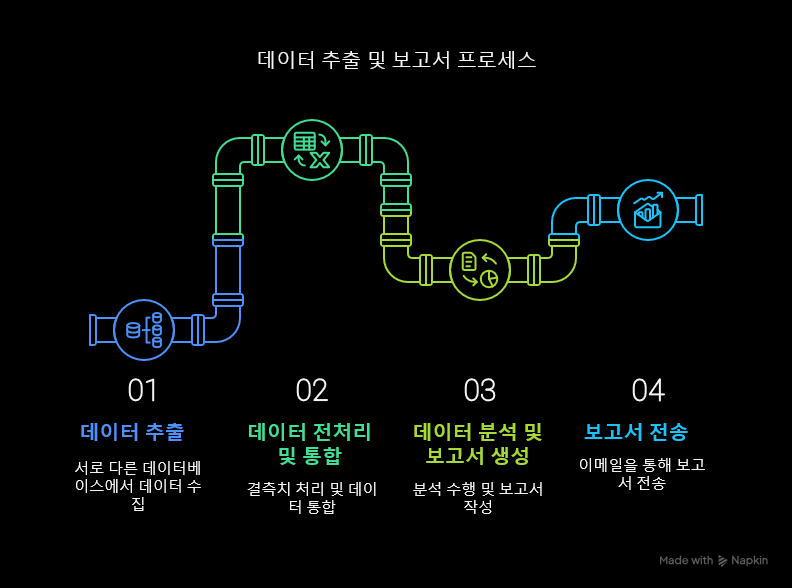 데이터 추출 및 보고서 프로세스
01
데이터 추출
서로 다른 데이터베
이스에서 데이터 수
집
02
데이터 전처리
및 통합
결측치 처리 및 데이
터 통합
03
데이터 분석 및
보고서 생성
분석 수행 및 보고서
작성
04
보고서 전송
이메일을 통해 보고
서 전송
Made with Napkin